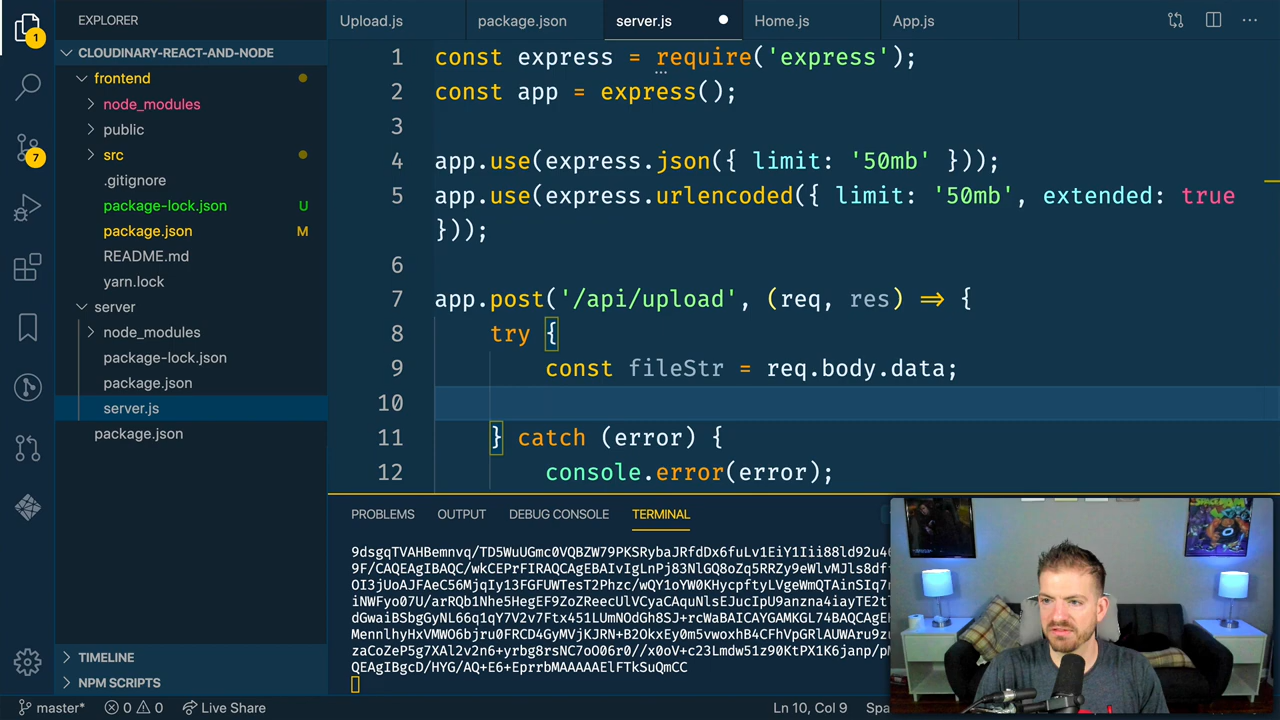 EXPLORER
Upload.js
package.json
server.js
Home.js
App.js
CLOUDINARY-REACT-AND-NODE
frontend
node_modules
public
src
.gitignore
package-lock.json U
package.json M
README.md
yarn.lock
server
node_modules
package-lock.json
package.json
server.js
package.json
TIMELINE
NPM SCRIPTS
1
7
1 const express = require('express');
2 const app = express();
3
4 app.use(express.json({ limit: '50mb' }));
5 app.use(express.urlencoded({ limit: '50mb', extended: true
}));
6
7 app.post('/api/upload', (req, res) => {
8 try {
9 const fileStr = req.body.data;
10
11 } catch (error) {
12 console.error(error);
PROBLEMS OUTPUT DEBUG CONSOLE TERMINAL
QEAgIBgcD/HYG/AQ+E6+EprrbMAAAAAElFTkSuQmCC
master* 0 0 Live Share
Ln 10, Col 9